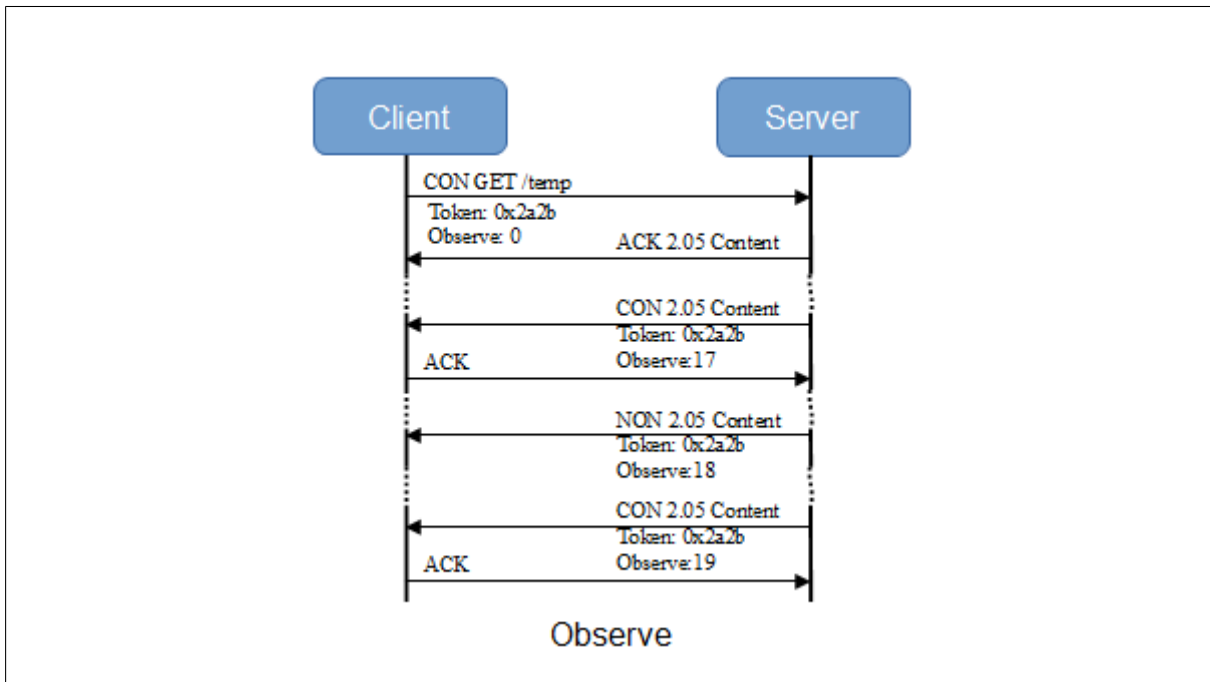 Client
Server
CON GET /temp
Token: 0x2a2b
Observe: 0
ACK 2.05 Content
CON 2.05 Content
Token: 0x2a2b
Observe:17
ACK
NON 2.05 Content
Token: 0x2a2b
Observe:18
CON 2.05 Content
Token: 0x2a2b
Observe:19
ACK
Observe